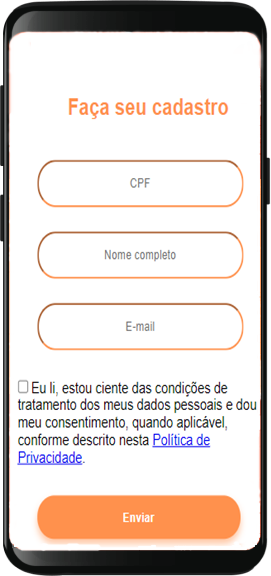 Faça seu cadastro
CPF
Nome completo
E-mail
Eu li, estou ciente das condições de
tratamento dos meus dados pessoais e dou
meu consentimento, quando aplicável,
conforme descrito nesta Política de
Privacidade.
Enviar